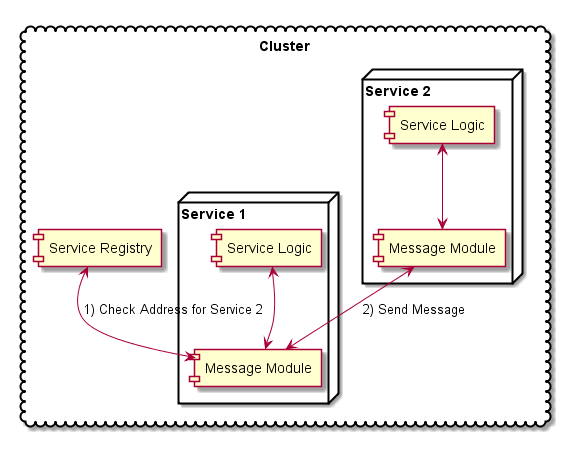 Cluster
Service 2
Service Logic
Service 1
Service Registry
Service Logic
Message Module
1) Check Address for Service 2
2) Send Message
Message Module